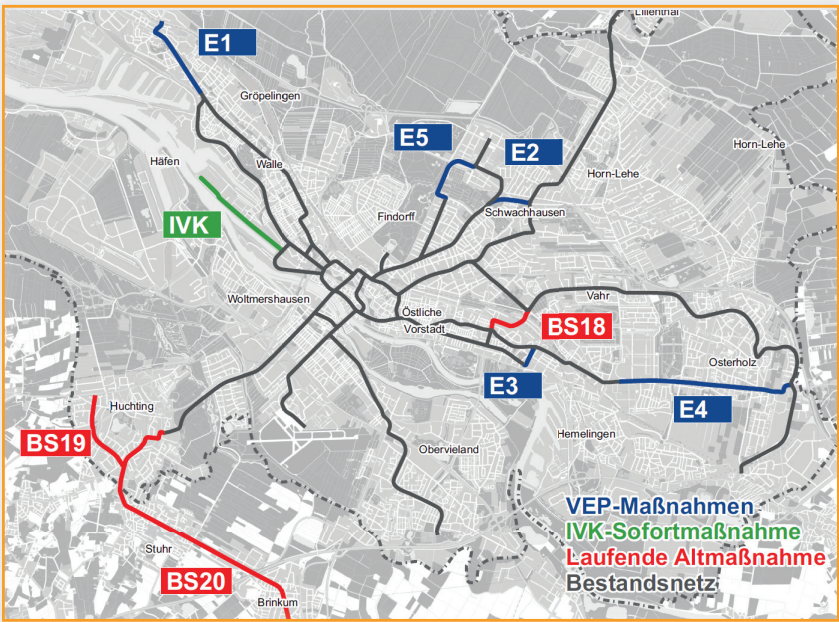 Lilienthal
E1
Gröpelingen
E5
E2
Horn-Lehe
Häfen
Walle
Horn-Lehe
IVK
Findorff
Schwachhausen
Woltmershausen
Vahr
Östliche
Vorstadt
BS18
Osterholz
E3
Huchting
E4
BS19
Hemelingen
Obervieland
VEP-Maßnahmen
IVK-Sofortmaßnahme
Laufende Altmaßnahme
Bestandsnetz
Stuhr
BS20
Brinkum